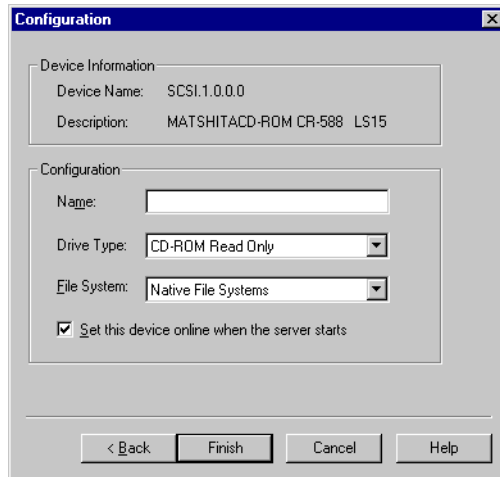 Configuration
Device Information
Device Name: SCSI.1.0.0.0
Description: MATSHITACD-ROM CR-588 LS15
Configuration
Name:
Drive Type: CD-ROM Read Only
File System: Native File Systems
Set this device online when the server starts
< Back Finish Cancel Help